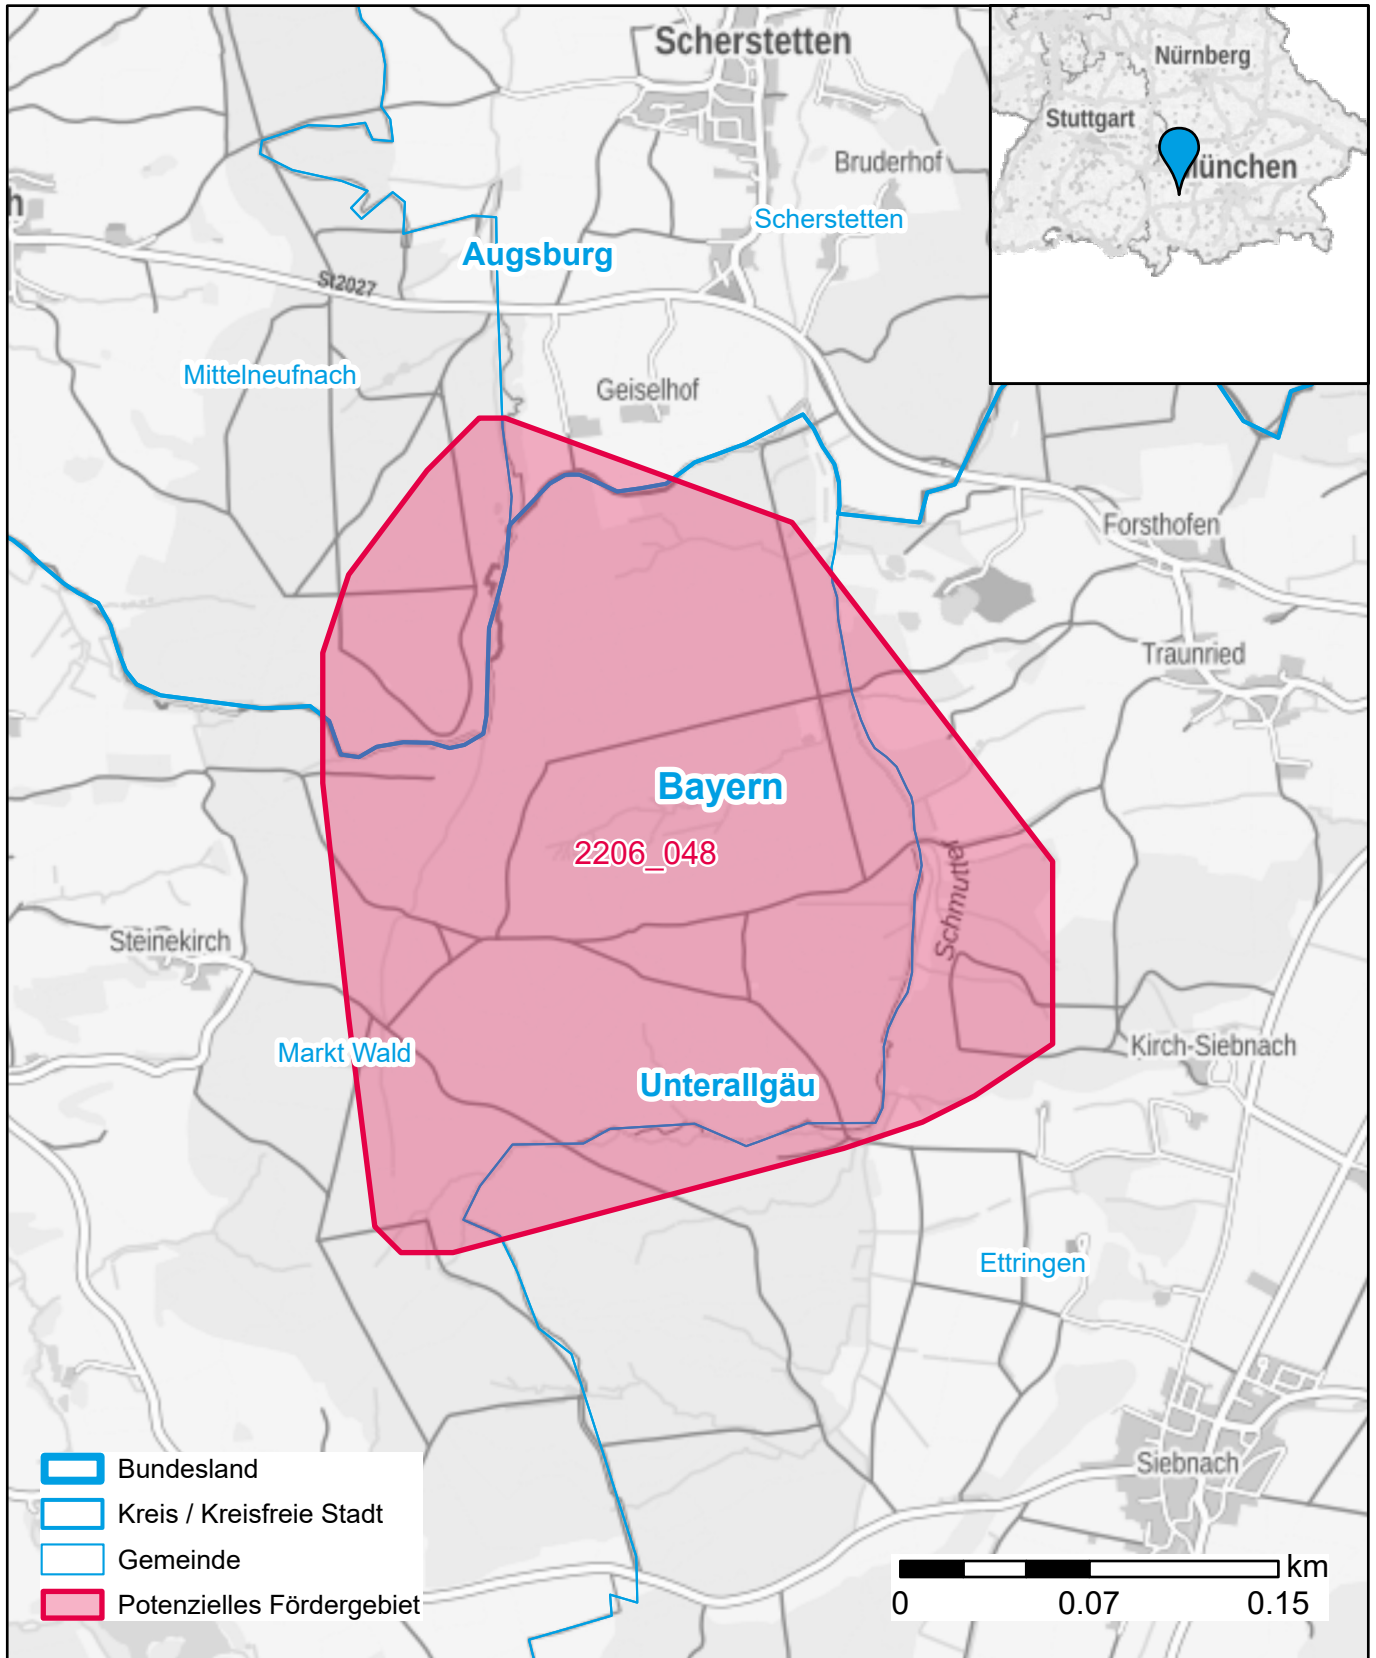 Scherstetten
Nürnberg
Stuttgart
München
Bruderhof
h
Scherstetten
Augsburg
St2027
Mittelneufnach
Geiselhof
Forsthofen
Traunried
Bayern
2206_048
Schmutter
Steinekirch
Markt Wald
Kirch-Siebnach
Unterallgäu
Ettringen
Siebnach
Bundesland
Kreis / Kreisfreie Stadt
Gemeinde
Potenzielles Fördergebiet
km
0 0.07 0.15